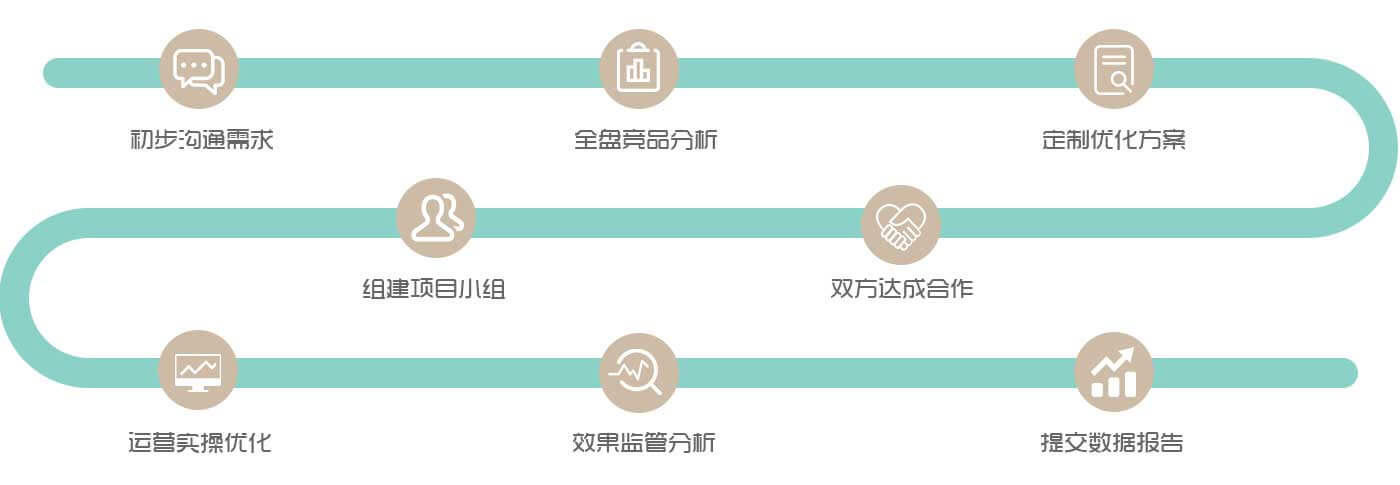 初步沟通需求
全盘竞品分析
定制优化方案
双方达成合作
组建项目小组
运营实操优化
效果监管分析
提交数据报告